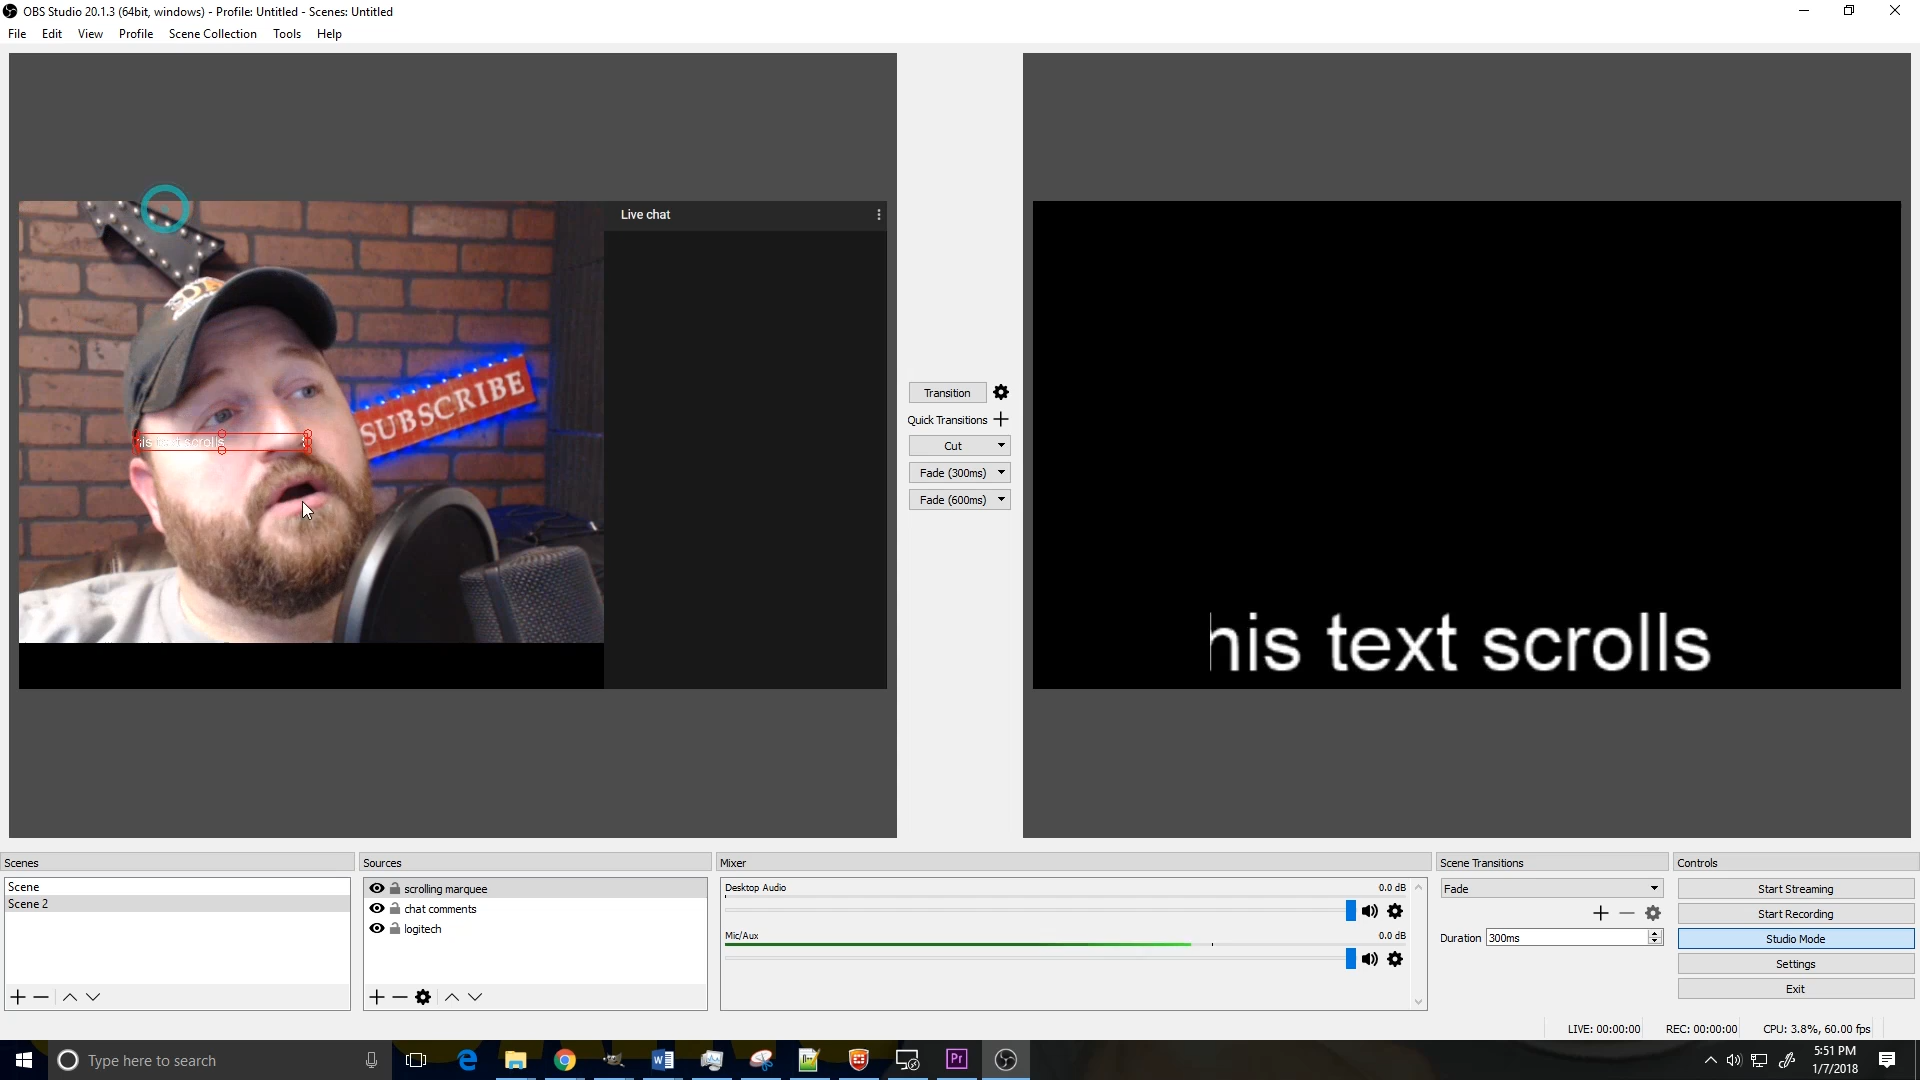 OBS Studio 20.1.3 (64bit, windows) - Profile: Untitled - Scenes: Untitled
File Edit View Profile Scene Collection Tools Help
Live chat
SUBSCRIBE
his text scrolls
Transition
Quick Transitions
Cut
Fade (300ms)
Fade (600ms)
his text scrolls
Scenes
Scene
Scene 2
Sources
scrolling marquee
chat comments
logitech
Mixer
Desktop Audio 0.0 dB
Mic/Aux 0.0 dB
Scene Transitions
Fade
Duration 300ms
Controls
Start Streaming
Start Recording
Studio Mode
Settings
Exit
LIVE: 00:00:00 REC: 00:00:00 CPU: 3.8%, 60.00 fps
Type here to search
Pr
5:51 PM
1/7/2018